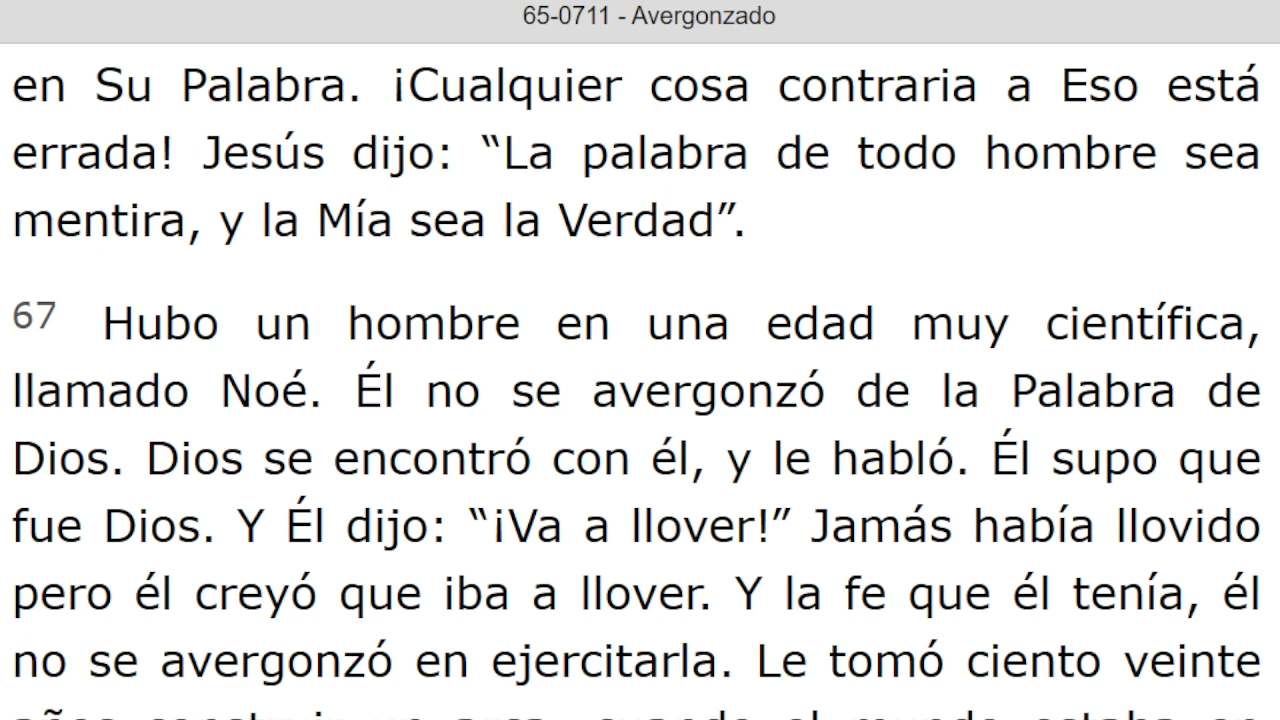 65-0711 - Avergonzado
en Su Palabra. ¡Cualquier cosa contraria a Eso está
errada! Jesús dijo: “La palabra de todo hombre sea
mentira, y la Mía sea la Verdad”.
67 Hubo un hombre en una edad muy científica,
llamado Noé. Él no se avergonzó de la Palabra de
Dios. Dios se encontró con él, y le habló. Él supo que
fue Dios. Y Él dijo: “¡Va a llover!” Jamás había llovido
pero él creyó que iba a llover. Y la fe que él tenía, él
no se avergonzó en ejercitarla. Le tomó ciento veinte